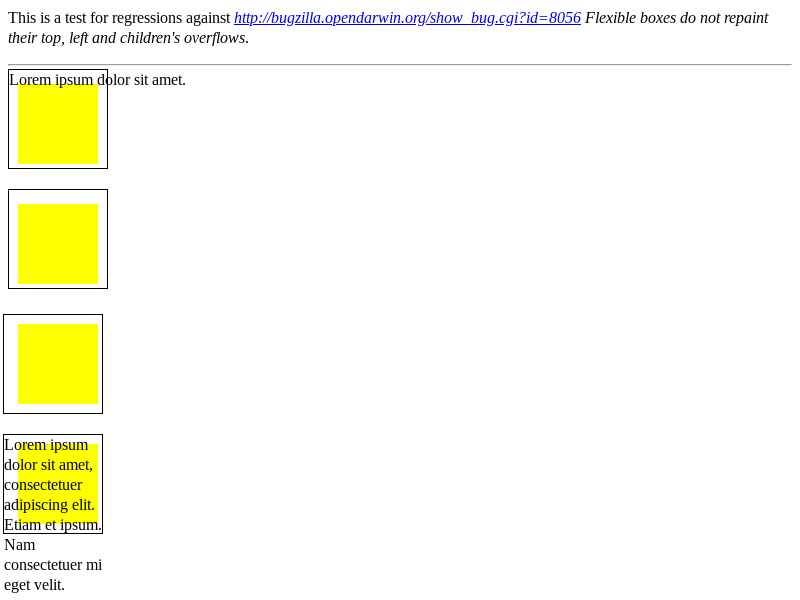 This is a test for regressions against http://bugzilla.opendarwin.org/show_bug.cgi?id=8056 Flexible boxes do not repaint
their top, left and children's overflows.
Lorem ipsum dolor sit amet.
Lorem ipsum
dolor sit amet,
consectetuer
adipiscing elit.
Etiam et ipsum.
Nam
consectetuer mi
eget velit.